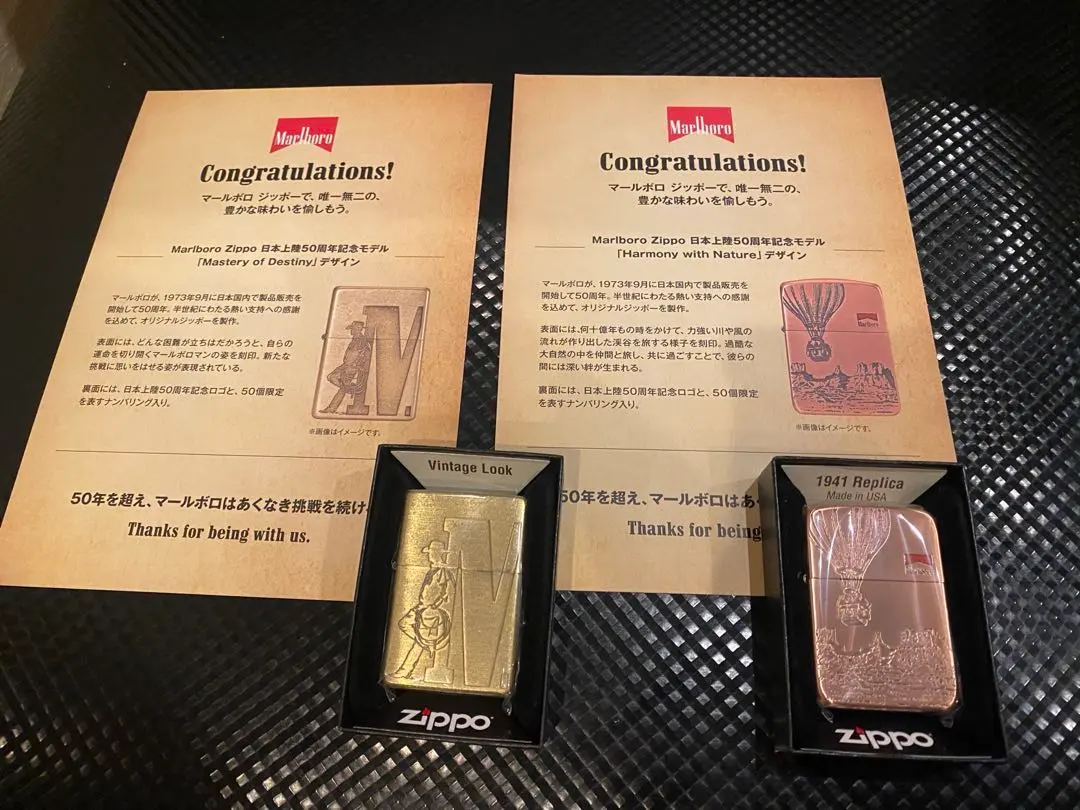 Marlboro
Congratulations!
マールボロ ジッポーで、唯一無二の、
豊かな味わいを愉しもう。
Marlboro Zippo 日本上陸50周年記念モデル
「Mastery of Destiny」デザイン
マールボロが、1973年9月に日本国内で製品販売を
開始して50周年。半世紀にわたる熱い支持への感謝
を込めて、オリジナルジッポーを製作。
表面には、どんな困難が立ちはだかろうと、自らの
運命を切り開くマールボロマンの姿を刻印。新たな
挑戦に思いをはせる姿が表現されている。
裏面には、日本上陸50周年記念ロゴと、50個限定
を表すナンバリング入り。
※画像はイメージです。
50年を超え、マールボロはあくなき挑戦を続け
Thanks for being with us.
Marlboro
Congratulations!
マールボロ ジッポーで、唯一無二の、
豊かな味わいを愉しもう。
Marlboro Zippo 日本上陸50周年記念モデル
「Harmony with Nature」デザイン
マールボロが、1973年9月に日本国内で製品販売を
開始して50周年。半世紀にわたる熱い支持への感謝
を込めて、オリジナルジッポーを製作。
表面には、何十億年もの時をかけて、力強い川や風の
流れが作り出した渓谷を旅する様子を刻印。過酷な
大自然の中を仲間と旅し、共に過ごすことで、彼らの
間には深い絆が生まれる。
裏面には、日本上陸50周年記念ロゴと、50個限定
を表すナンバリング入り。
Marlboro
※画像はイメージです。
50年を超え、マールボロはあ
Thanks for being
Vintage Look
M
zippo
1941 Replica
Made in USA
zippo